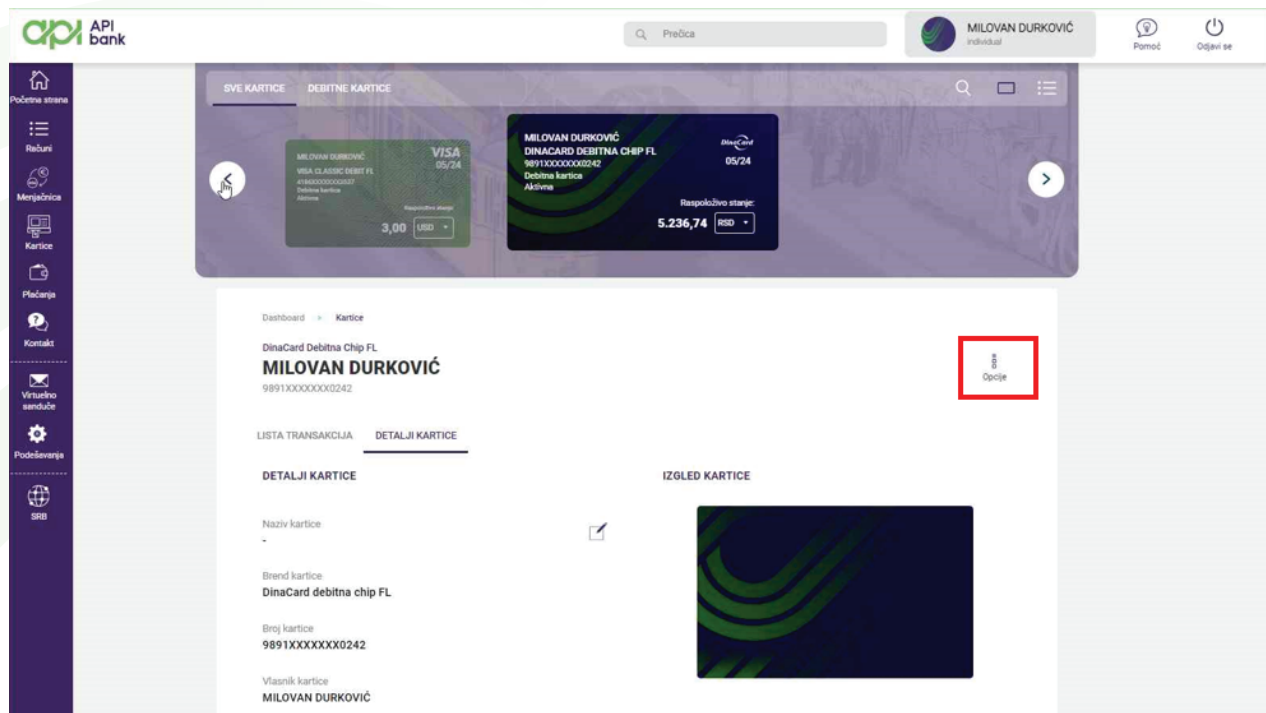 api API
bank
Prečica
MILOVAN DURKOVIĆ
individual
Pomoć
Odjavi se
Početna strana
Računi
Menjačnica
Kartice
Plaćanja
Kontakt
Virtuelno
sanduče
Podešavanja
SRB
SVE KARTICE DEBITNE KARTICE
MILOVAN DURKOVIĆ VISA
05/24
VISA CLASSIC DEBIT FL
Debitna kartica
Aktivna
Raspoloživo stanje:
3,00 USD
MILOVAN DURKOVIĆ DinaCard
DINACARD DEBITNA CHIP FL 05/24
9891XXXXXXX0242
Debitna kartica
Aktivna
Raspoloživo stanje:
5.236,74 RSD
Dashboard Kartice
DinaCard Debitna Chip FL
MILOVAN DURKOVIĆ
9891XXXXXXX0242
Opcije
LISTA TRANSAKCIJA DETALJI KARTICE
DETALJI KARTICE
Naziv kartice
-
Brend kartice
DinaCard debitna chip FL
Broj kartice
9891XXXXXXX0242
Vlasnik kartice
MILOVAN DURKOVIĆ
IZGLED KARTICE